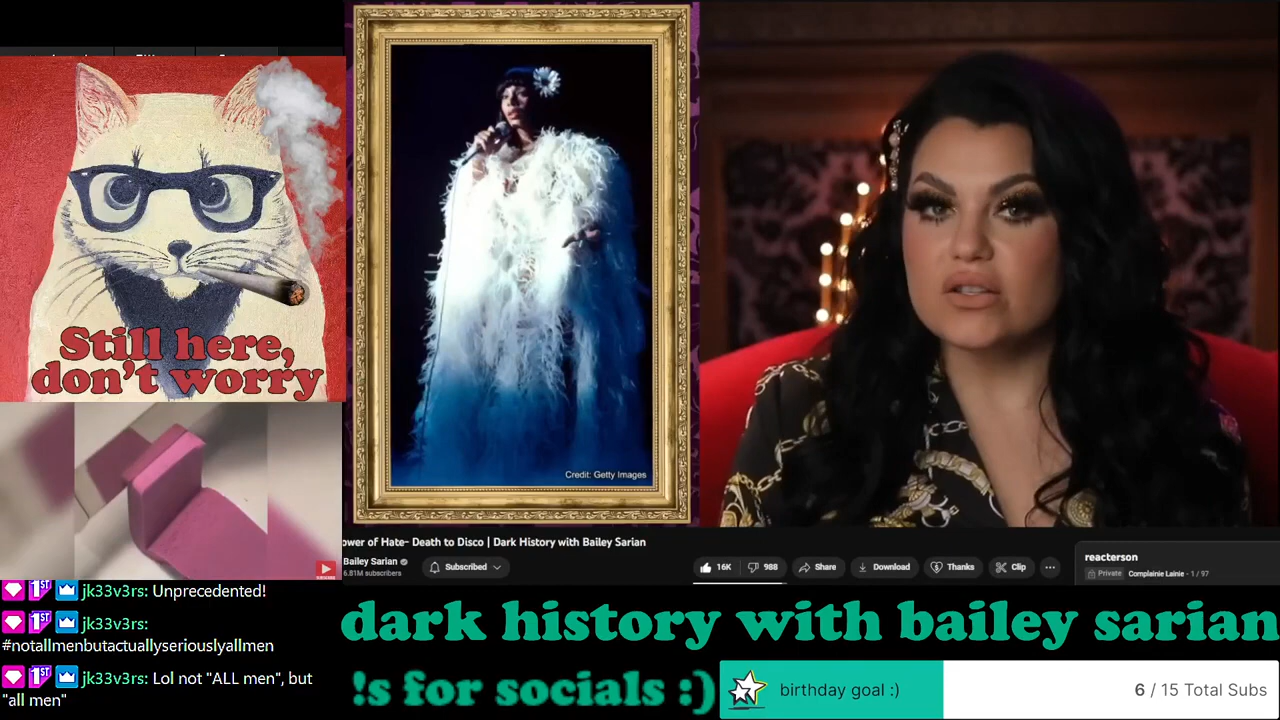 Still here,
don't worry
Credit: Getty Images
ower of Hate- Death to Disco | Dark History with Bailey Sarian
Bailey Sarian
6.81M subscribers
Subscribed
16K
988
Share
Download
Thanks
Clip
reacterson
Private Complainie Lainie - 1 / 97
1ST jk33v3rs: Unprecedented!
1ST jk33v3rs:
#notallmenbutactuallyseriouslyallmen
1ST jk33v3rs: Lol not "ALL men", but
"all men"
dark history with bailey sarian
!s for socials :)
birthday goal :)
6 / 15 Total Subs